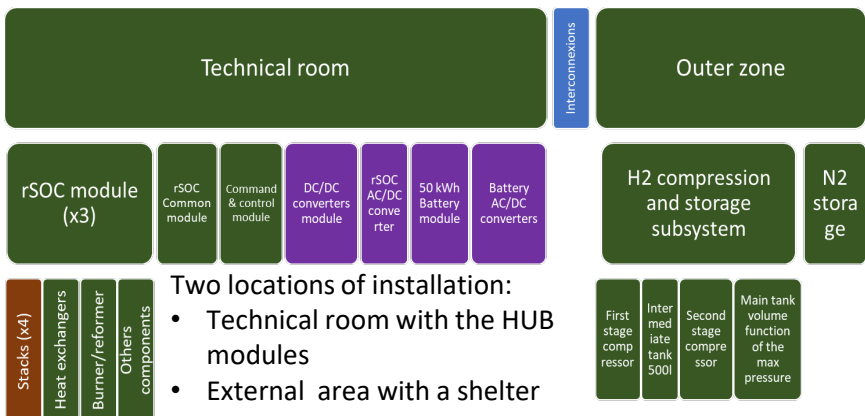 Technical room
Interconnexions
Outer zone
rSOC module
(x3)
rSOC
Common
module
Command
& control
module
DC/DC
converters
module
rSOC
AC/DC
conve
rter
50 kWh
Battery
module
Battery
AC/DC
converters
H2 compression
and storage
subsystem
N2
stora
ge
Stacks (x4)
Heat exchangers
Burner/reformer
Others
components
Two locations of installation:
• Technical room with the HUB
modules
• External area with a shelter
First
stage
comp
ressor
Inter
med
iate
tank
500l
Second
stage
compre
ssor
Main tank
volume
function
of the
max
pressure